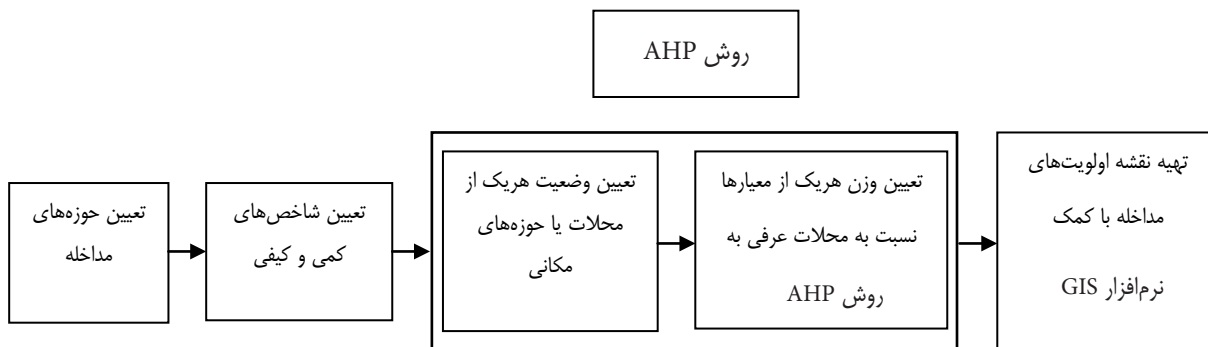 روش AHP
تعیین حوزه‌های
مداخله
تعیین شاخص‌های
کمی و کیفی
تعیین وضعیت هریک از
محلات یا حوزه‌های
مکانی
تعیین وزن هریک از معیارها
نسبت به محلات عرفی به
روش AHP
تهیه نقشه اولویت‌های
مداخله با کمک
نرم‌افزار GIS